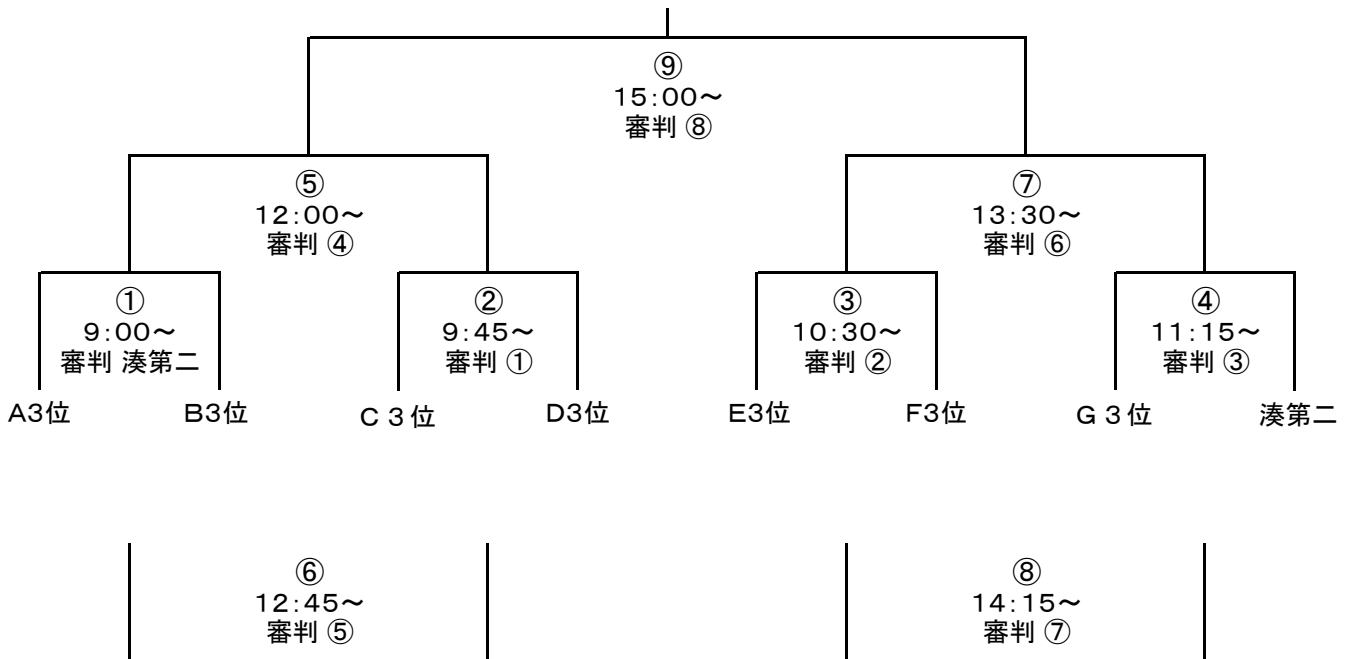 ⑨
15:00～
審判 ⑧
⑤
12:00～
審判 ④
⑦
13:30～
審判 ⑥
①
9:00～
審判 湊第二
②
9:45～
審判 ①
③
10:30～
審判 ②
④
11:15～
審判 ③
A3位
B3位
C 3 位
D3位
E3位
F3位
G 3 位
湊第二
⑥
12:45～
審判 ⑤
⑧
14:15～
審判 ⑦